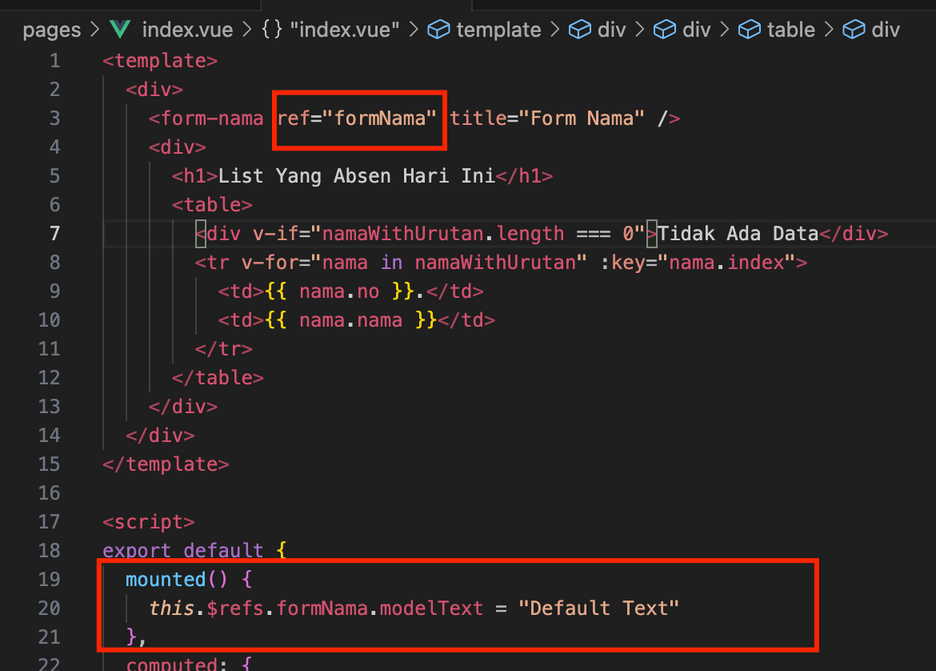 pages > index.vue > {} "index.vue" > template > div > div > table > div
1 <template>
2 <div>
3 <form-nama ref="formNama" title="Form Nama" />
4 <div>
5 <h1>List Yang Absen Hari Ini</h1>
6 <table>
7 <div v-if="namaWithUrutan.length === 0">Tidak Ada Data</div>
8 <tr v-for="nama in namaWithUrutan" :key="nama.index">
9 <td>{{ nama.no }}.</td>
10 <td>{{ nama.nama }}</td>
11 </tr>
12 </table>
13 </div>
14 </div>
15 </template>
16
17 <script>
18 export default {
19 mounted() {
20 this.$refs.formNama.modelText = "Default Text"
21 },
22 computed: {